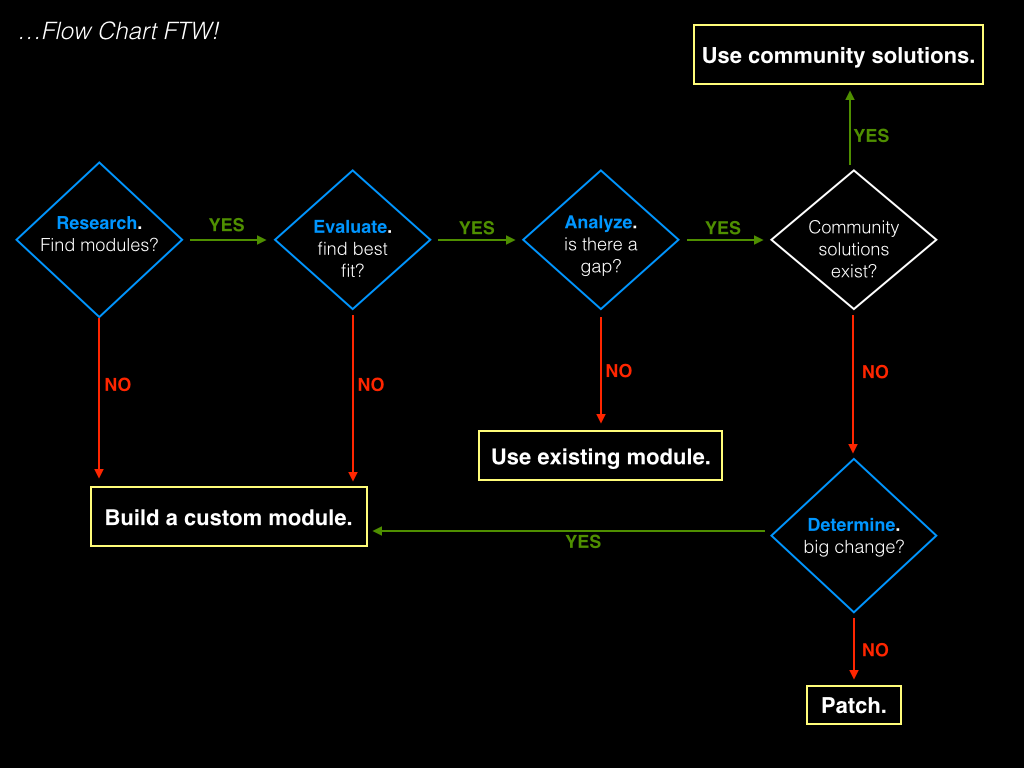 …Flow Chart FTW!
Use community solutions.
YES
Research.
Find modules?
YES
Evaluate.
find best
fit?
YES
Analyze.
is there a
gap?
YES
Community
solutions
exist?
NO
NO
NO
NO
Use existing module.
Build a custom module.
YES
Determine.
big change?
NO
Patch.